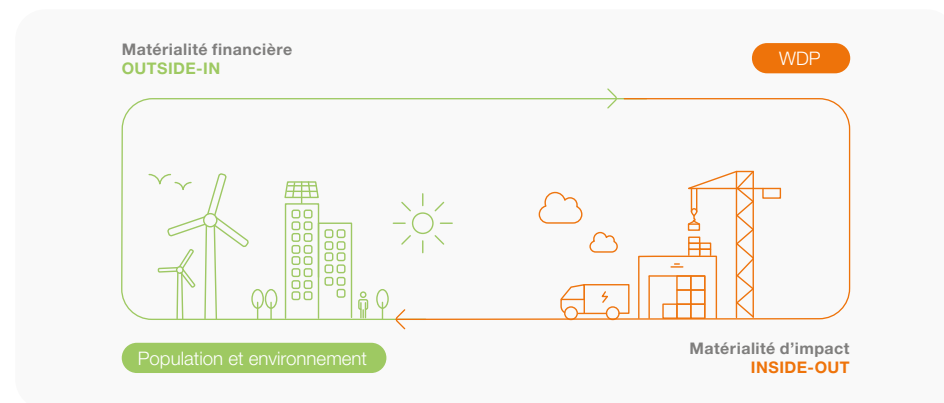 Matérialité financière
OUTSIDE-IN
WDP
Population et environnement
Matérialité d’impact
INSIDE-OUT